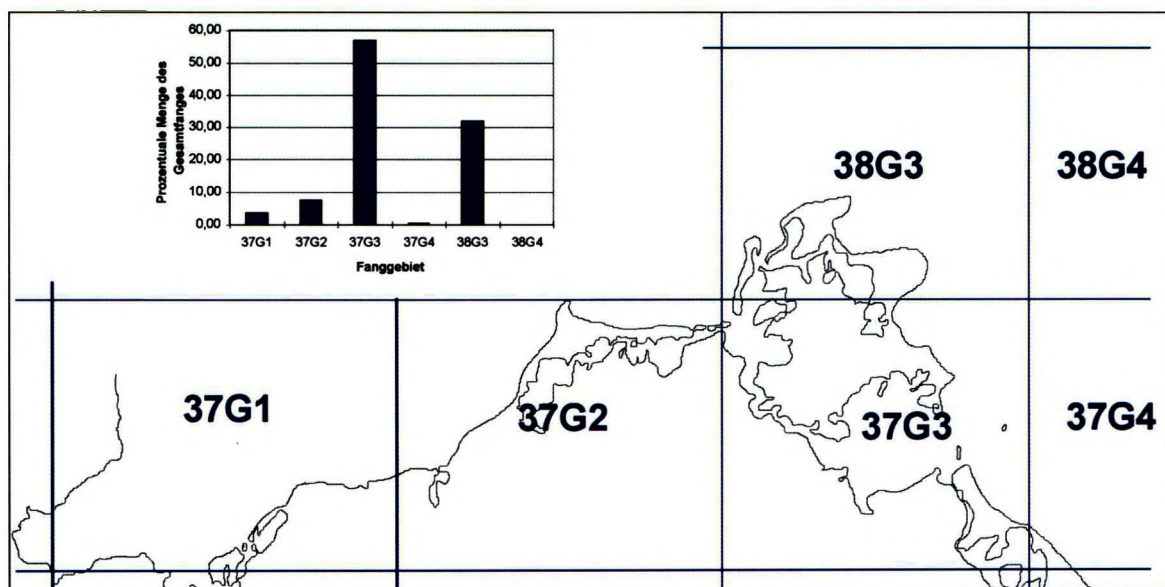 60,00
50,00
40,00
30,00
20,00
10,00
0,00
Prozentuale Menge des
Gesamtfanges
37G1 37G2 37G3 37G4 38G3 38G4
Fanggebiet
38G3 38G4
37G1 37G2 37G3 37G4